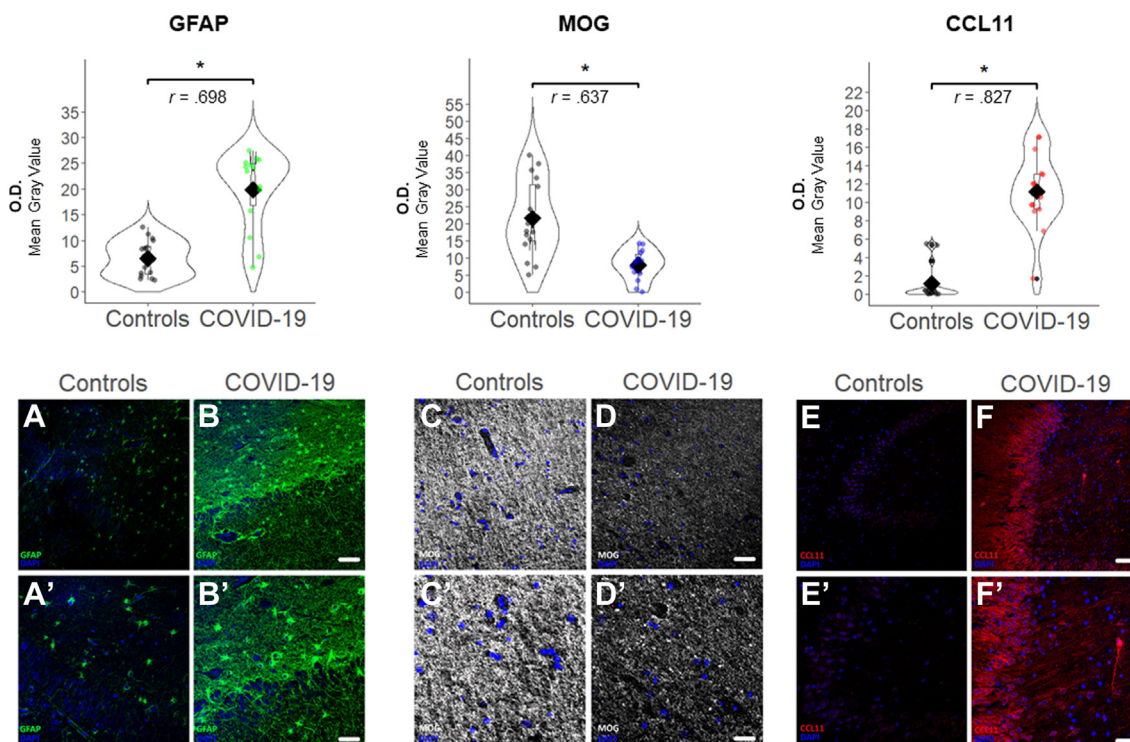 GFAP
*
r = .698
O.D.
Mean Gray Value
35
30
25
20
15
10
5
0
Controls COVID-19
MOG
*
r = .637
O.D.
Mean Gray Value
55
50
45
40
35
30
25
20
15
10
5
0
Controls COVID-19
CCL11
*
r = .827
O.D.
Mean Gray Value
22
20
18
16
14
12
10
8
6
4
2
0
Controls COVID-19
Controls COVID-19
A
GFAP
DAPI
B
GFAP
DAPI
A'
GFAP
DAPI
B'
GFAP
DAPI
Controls COVID-19
C
MOG
DAPI
D
MOG
DAPI
C'
MOG
DAPI
D'
MOG
DAPI
Controls COVID-19
E
CCL11
DAPI
F
CCL11
DAPI
E'
CCL11
DAPI
F'
CCL11
DAPI